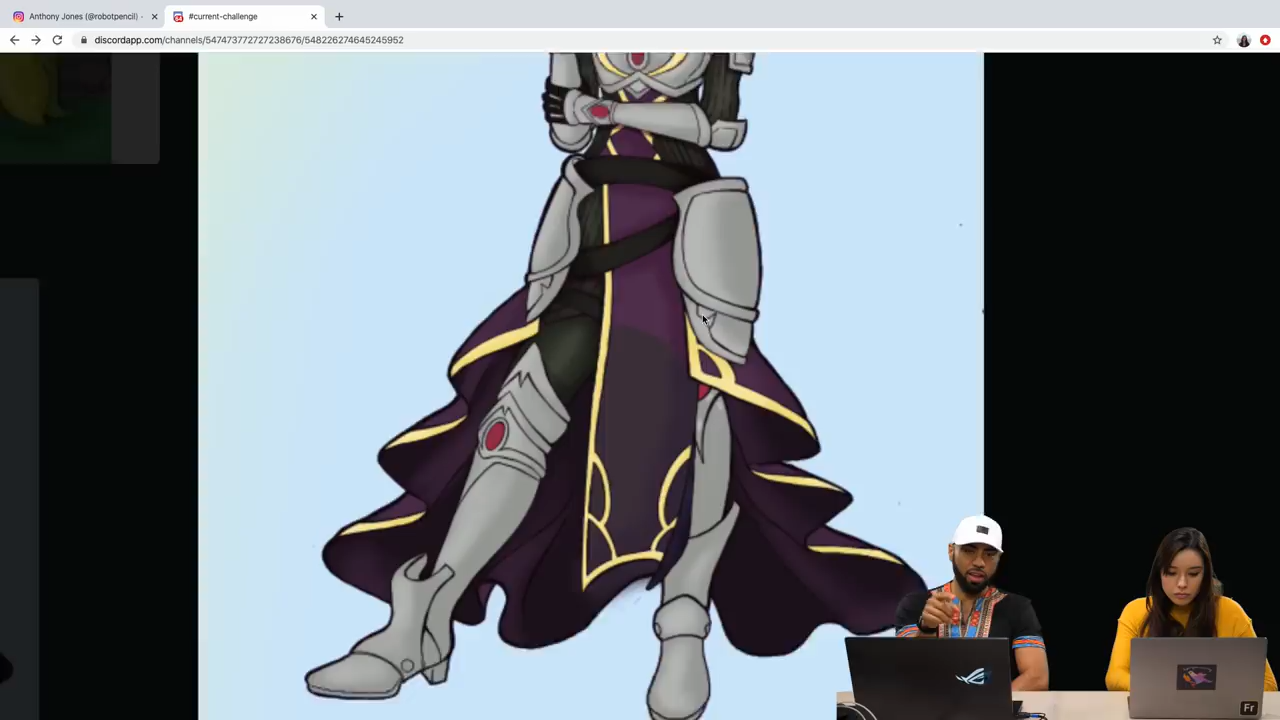 Anthony Jones (@robotpencil) ·
#current-challenge
discordapp.com/channels/547473772727238676/548226274645245952
Fr